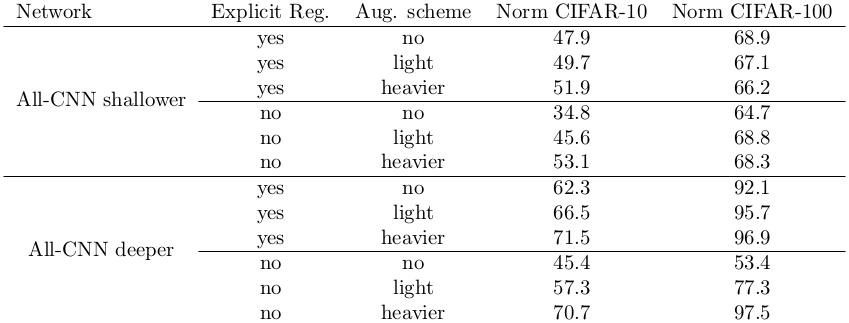 Network Explicit Reg. Aug. scheme Norm CIFAR-10 Norm CIFAR-100
yes no 47.9 68.9
yes light 49.7 67.1
yes heavier 51.9 66.2
All-CNN shallower
no no 34.8 64.7
no light 45.6 68.8
no heavier 53.1 68.3
yes no 62.3 92.1
yes light 66.5 95.7
yes heavier 71.5 96.9
All-CNN deeper
no no 45.4 53.4
no light 57.3 77.3
no heavier 70.7 97.5